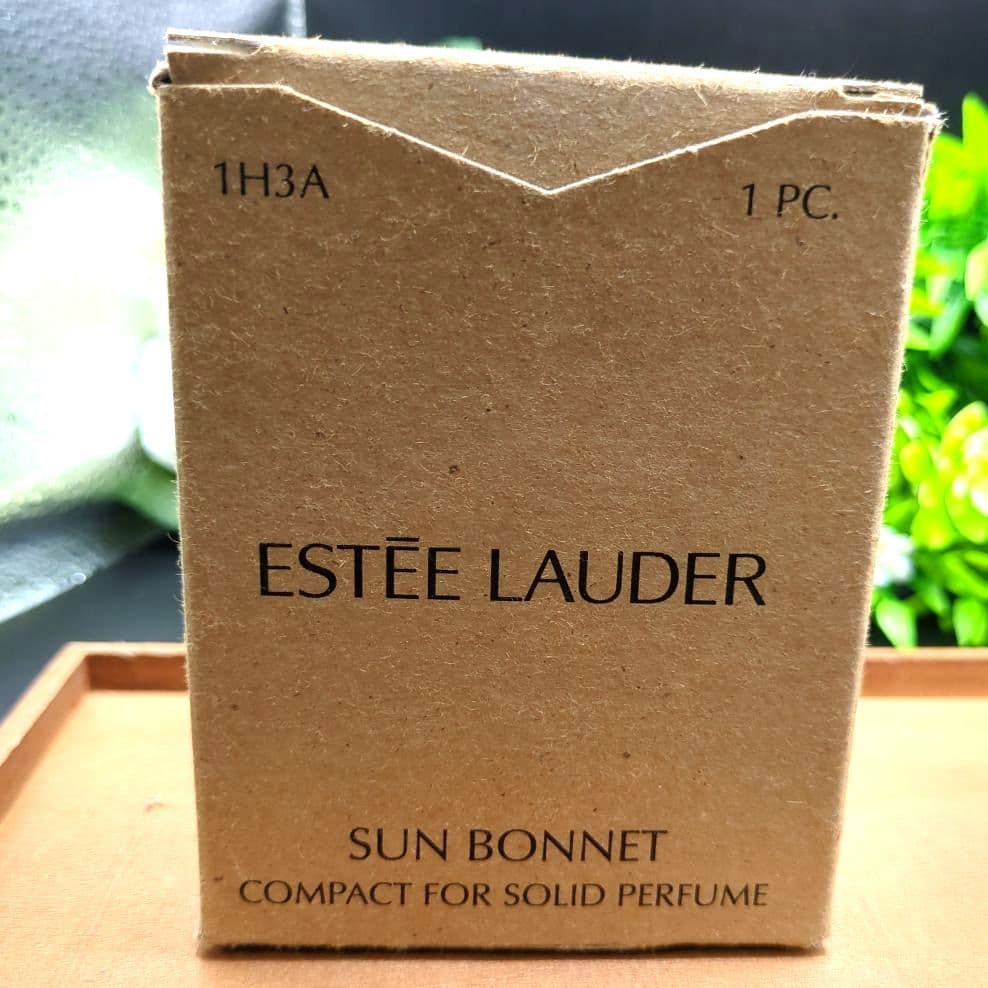 1H3A
1 PC.
ESTĒE LAUDER
SUN BONNET
COMPACT FOR SOLID PERFUME